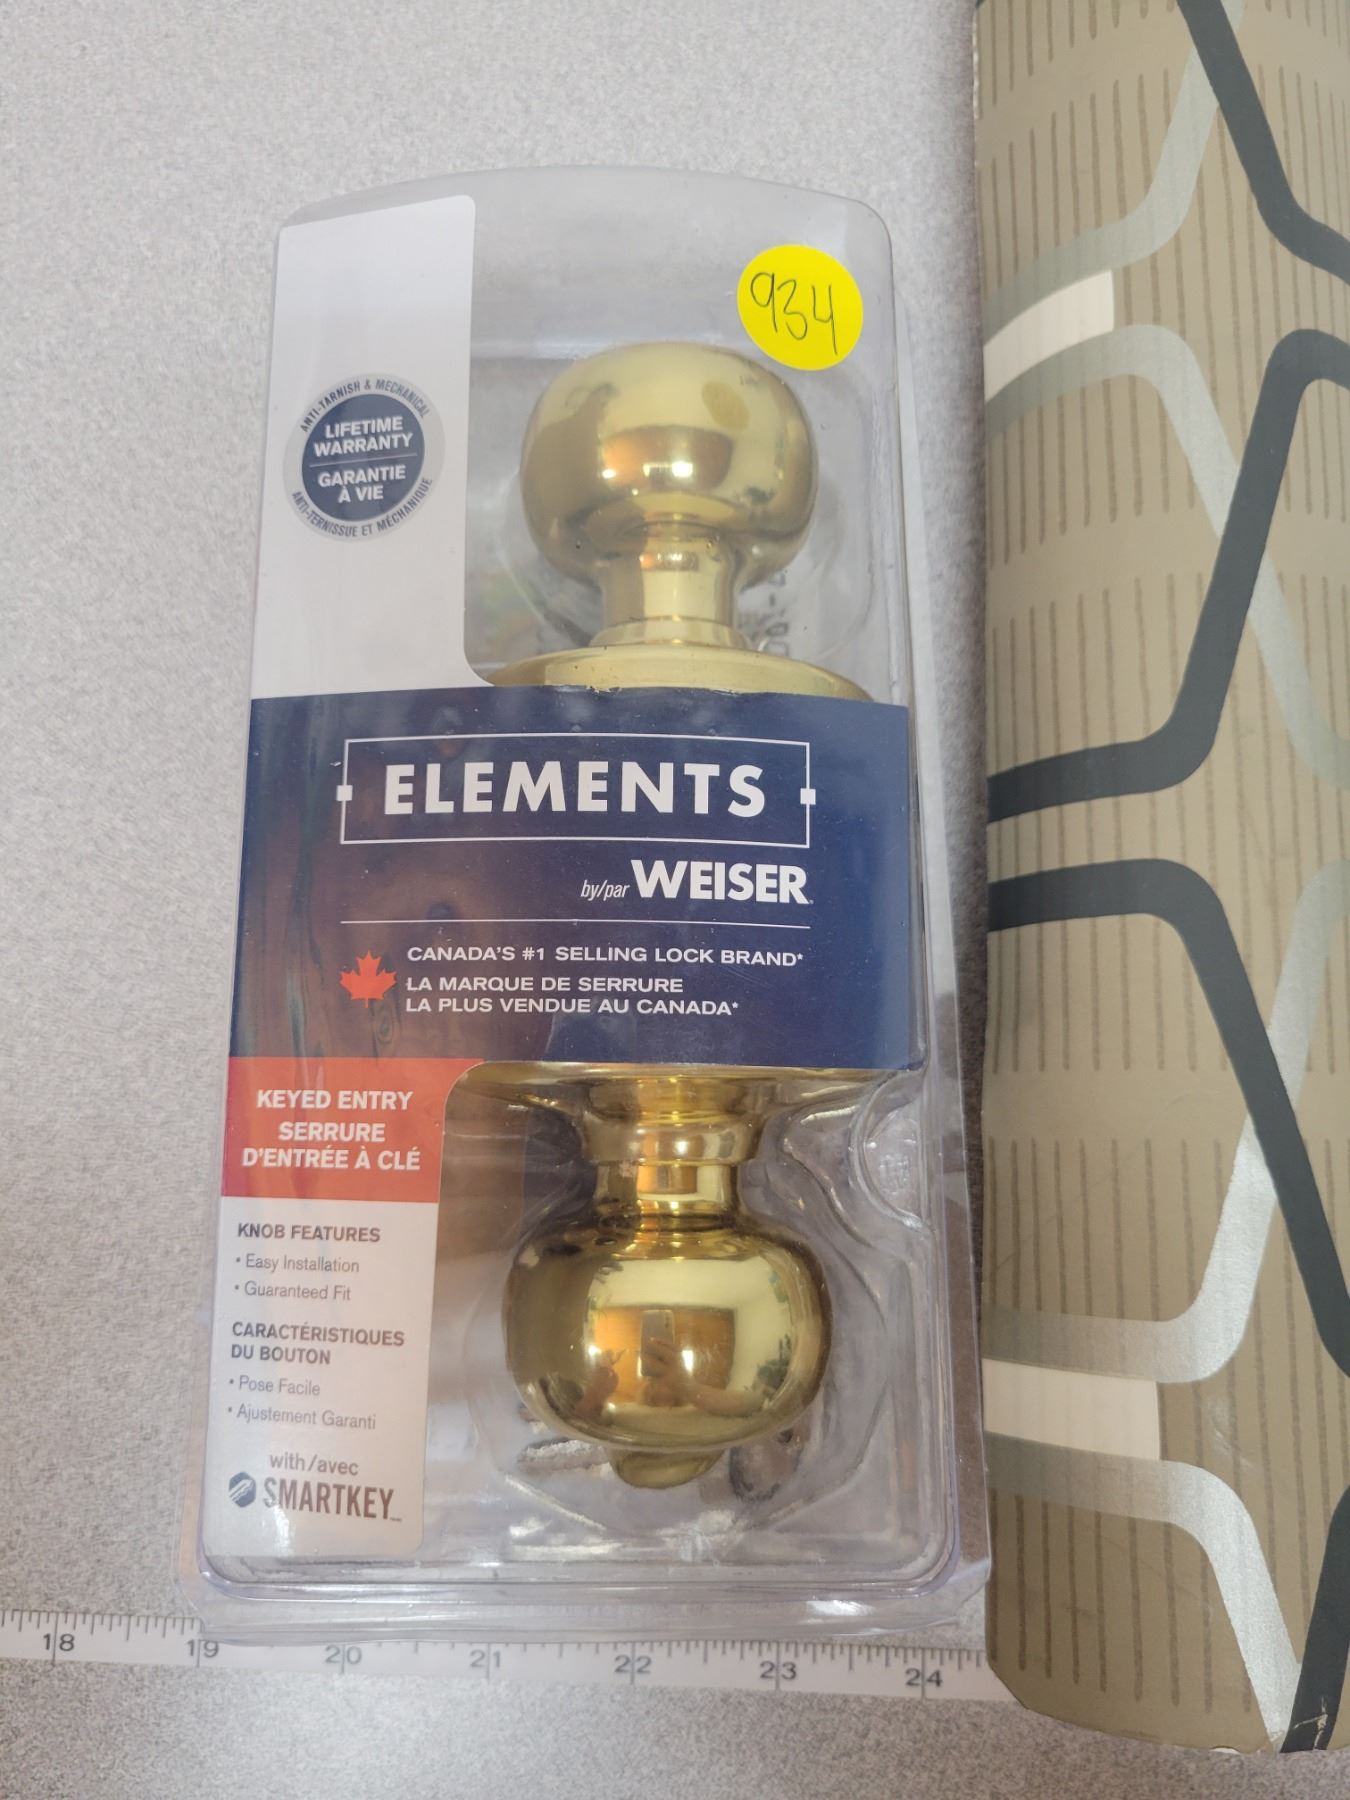 934
ANTI-TARNISH & MECHANICAL
LIFETIME
WARRANTY
GARANTIE
À VIE
ANTI-TERNISSUE ET MÉCHANIQUE
ELEMENTS
by/par WEISER
CANADA'S #1 SELLING LOCK BRAND*
LA MARQUE DE SERRURE
LA PLUS VENDUE AU CANADA*
KEYED ENTRY
SERRURE
D'ENTRÉE À CLÉ
KNOB FEATURES
• Easy Installation
• Guaranteed Fit
CARACTÉRISTIQUES
DU BOUTON
• Pose Facile
• Ajustement Garanti
with/avec
SMARTKEY
18 19 20 21 22 23 24